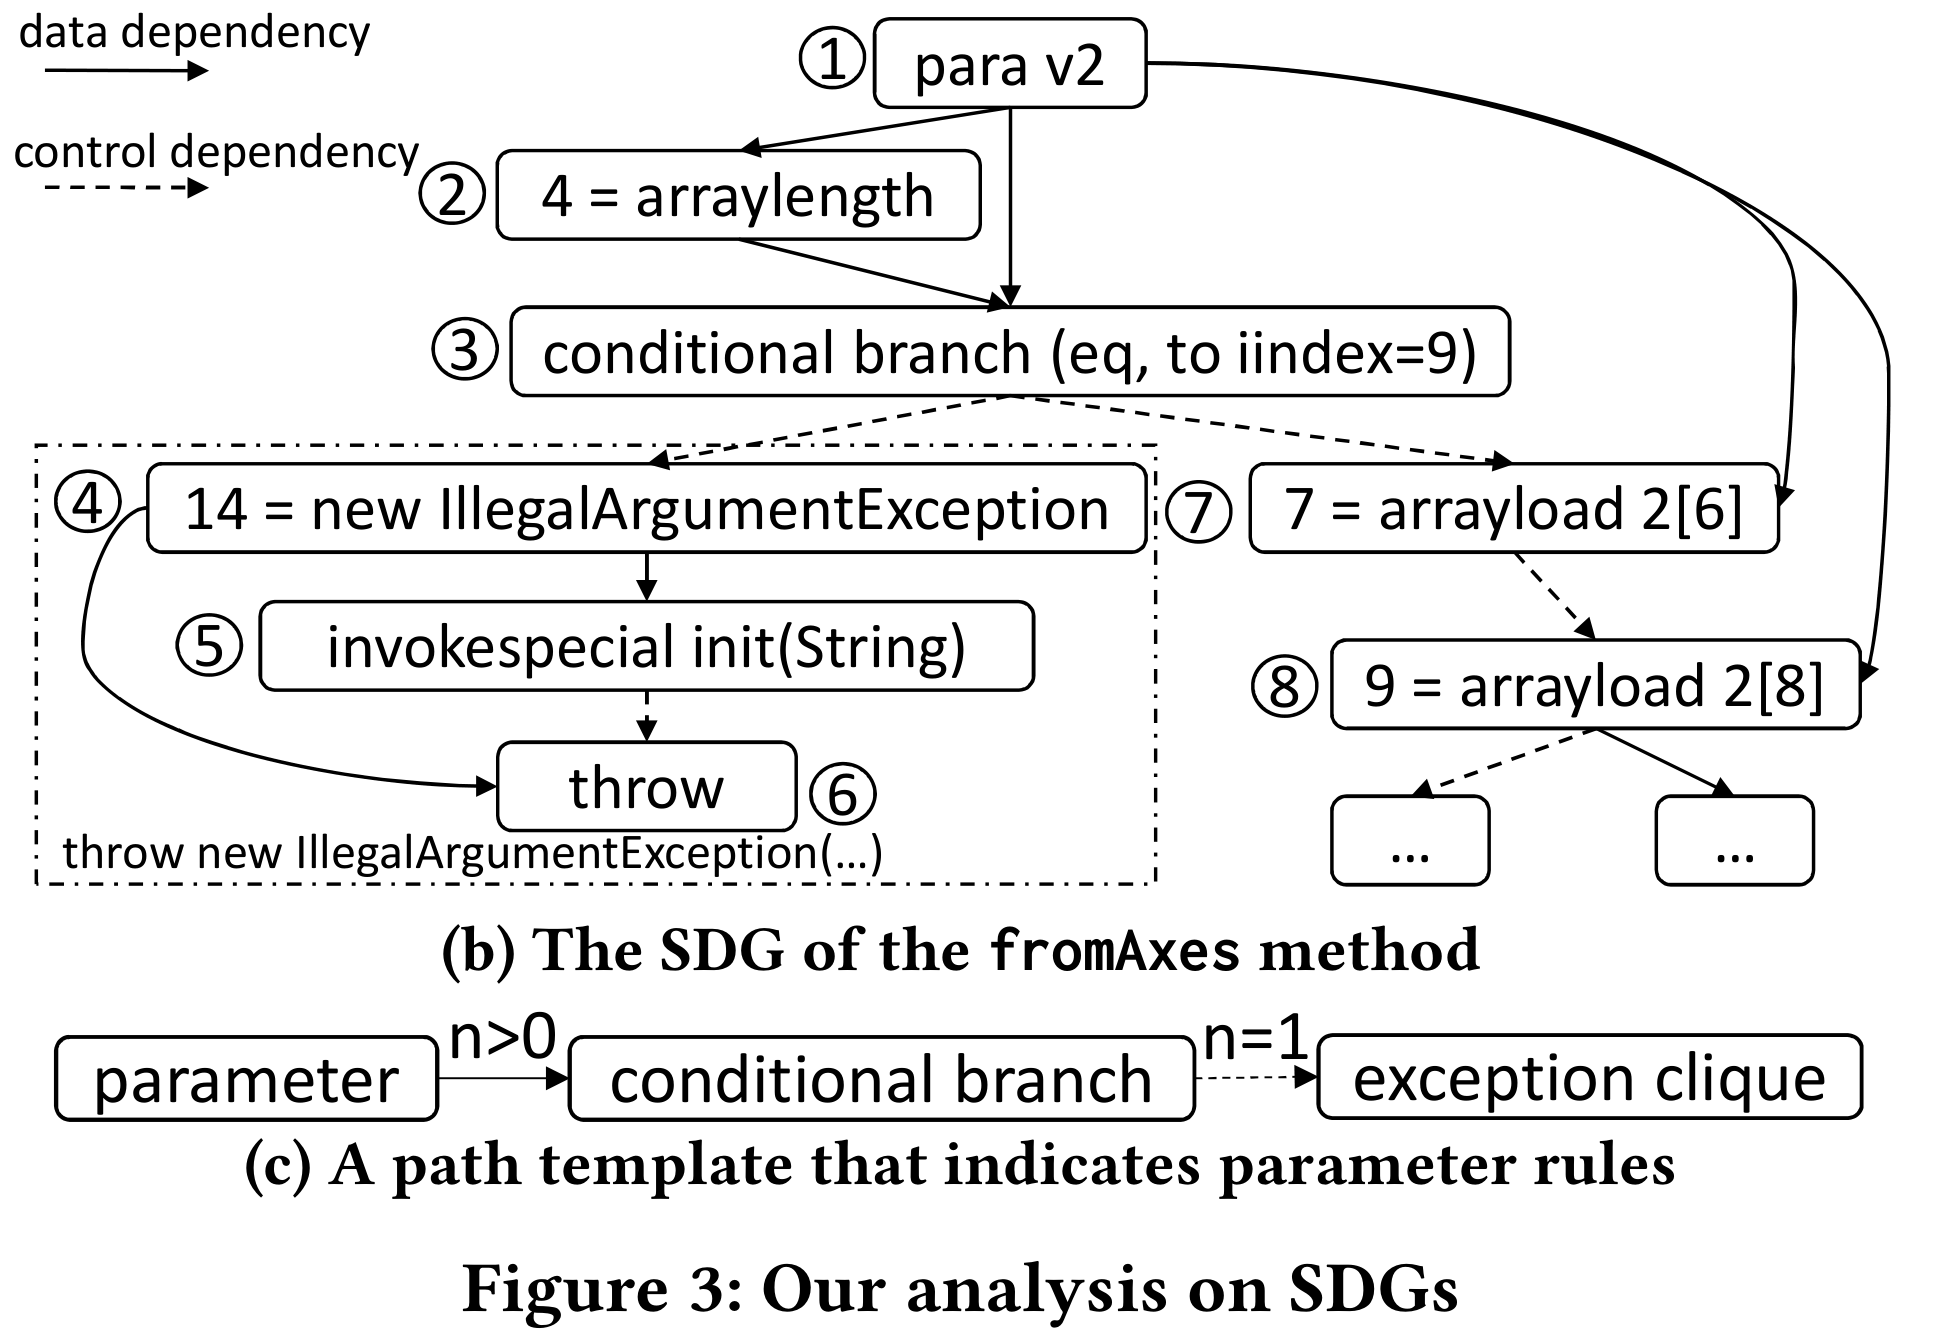 data dependency
control dependency
① para v2
② 4 = arraylength
③ conditional branch (eq, to iindex=9)
④ 14 = new IllegalArgumentException
⑦ 7 = arrayload 2[6]
⑤ invokespecial init(String)
⑧ 9 = arrayload 2[8]
throw ⑥
throw new IllegalArgumentException(...)
...
...
(b) The SDG of the fromAxes method
parameter
n>0
conditional branch
n=1
exception clique
(c) A path template that indicates parameter rules
Figure 3: Our analysis on SDGs